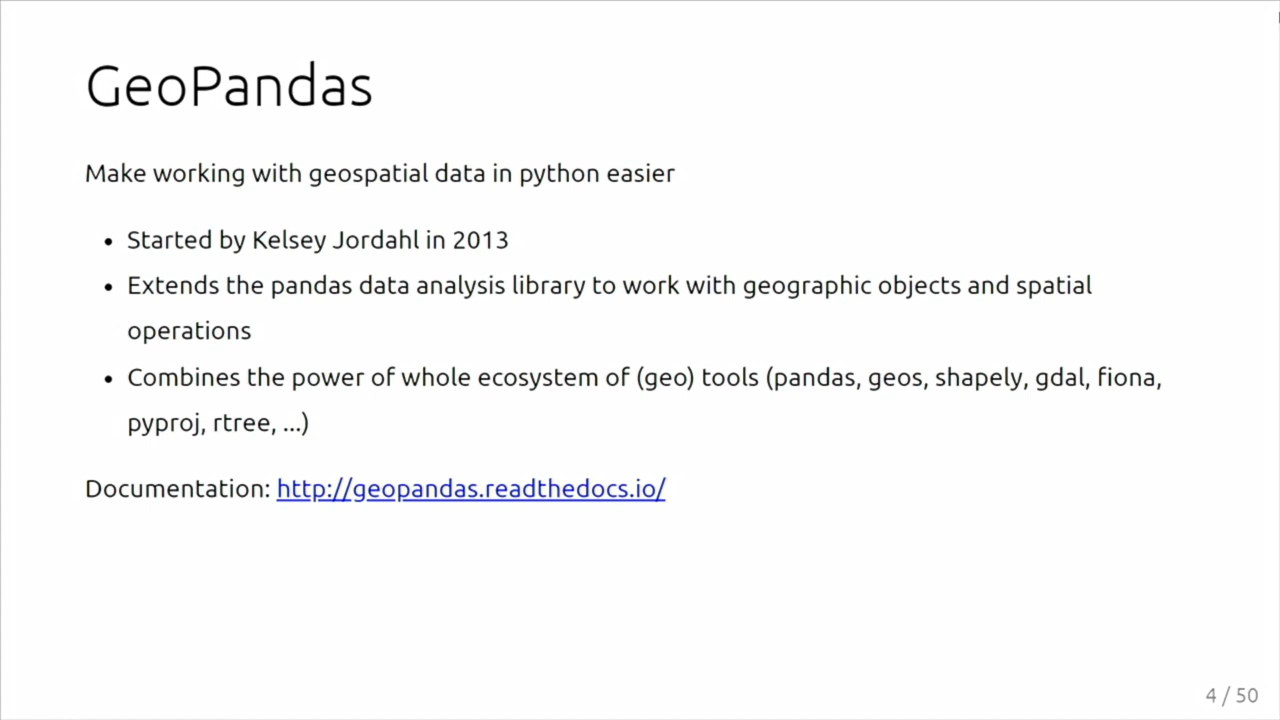 GeoPandas
Make working with geospatial data in python easier
• Started by Kelsey Jordahl in 2013
• Extends the pandas data analysis library to work with geographic objects and spatial
operations
• Combines the power of whole ecosystem of (geo) tools (pandas, geos, shapely, gdal, fiona,
pyproj, rtree, ...)
Documentation: http://geopandas.readthedocs.io/
4 / 50